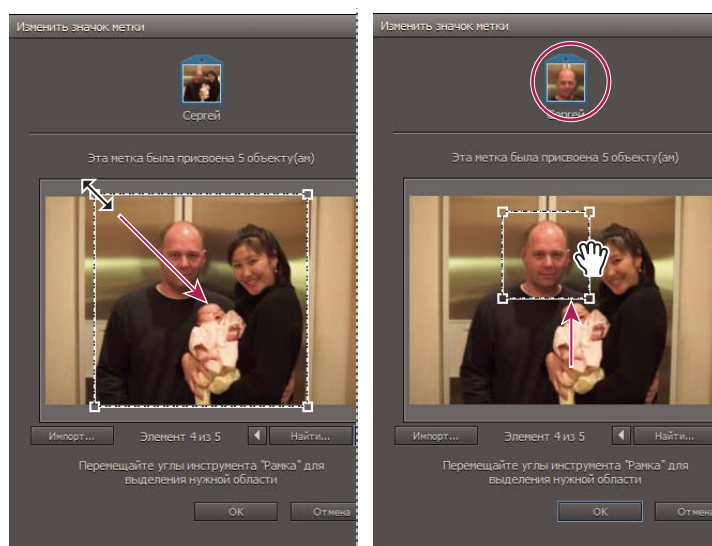 Изменить значок метки
Сергей
Эта метка была присвоена 5 объекту(ам)
Импорт...
Элемент 4 из 5
Найти...
Перемещайте углы инструмента "Рамка" для
выделения нужной области
OK
Отмена
Изменить значок метки
Сергей
Эта метка была присвоена 5 объекту(ам)
Импорт...
Элемент 4 из 5
Найти...
Перемещайте углы инструмента "Рамка" для
выделения нужной области
OK